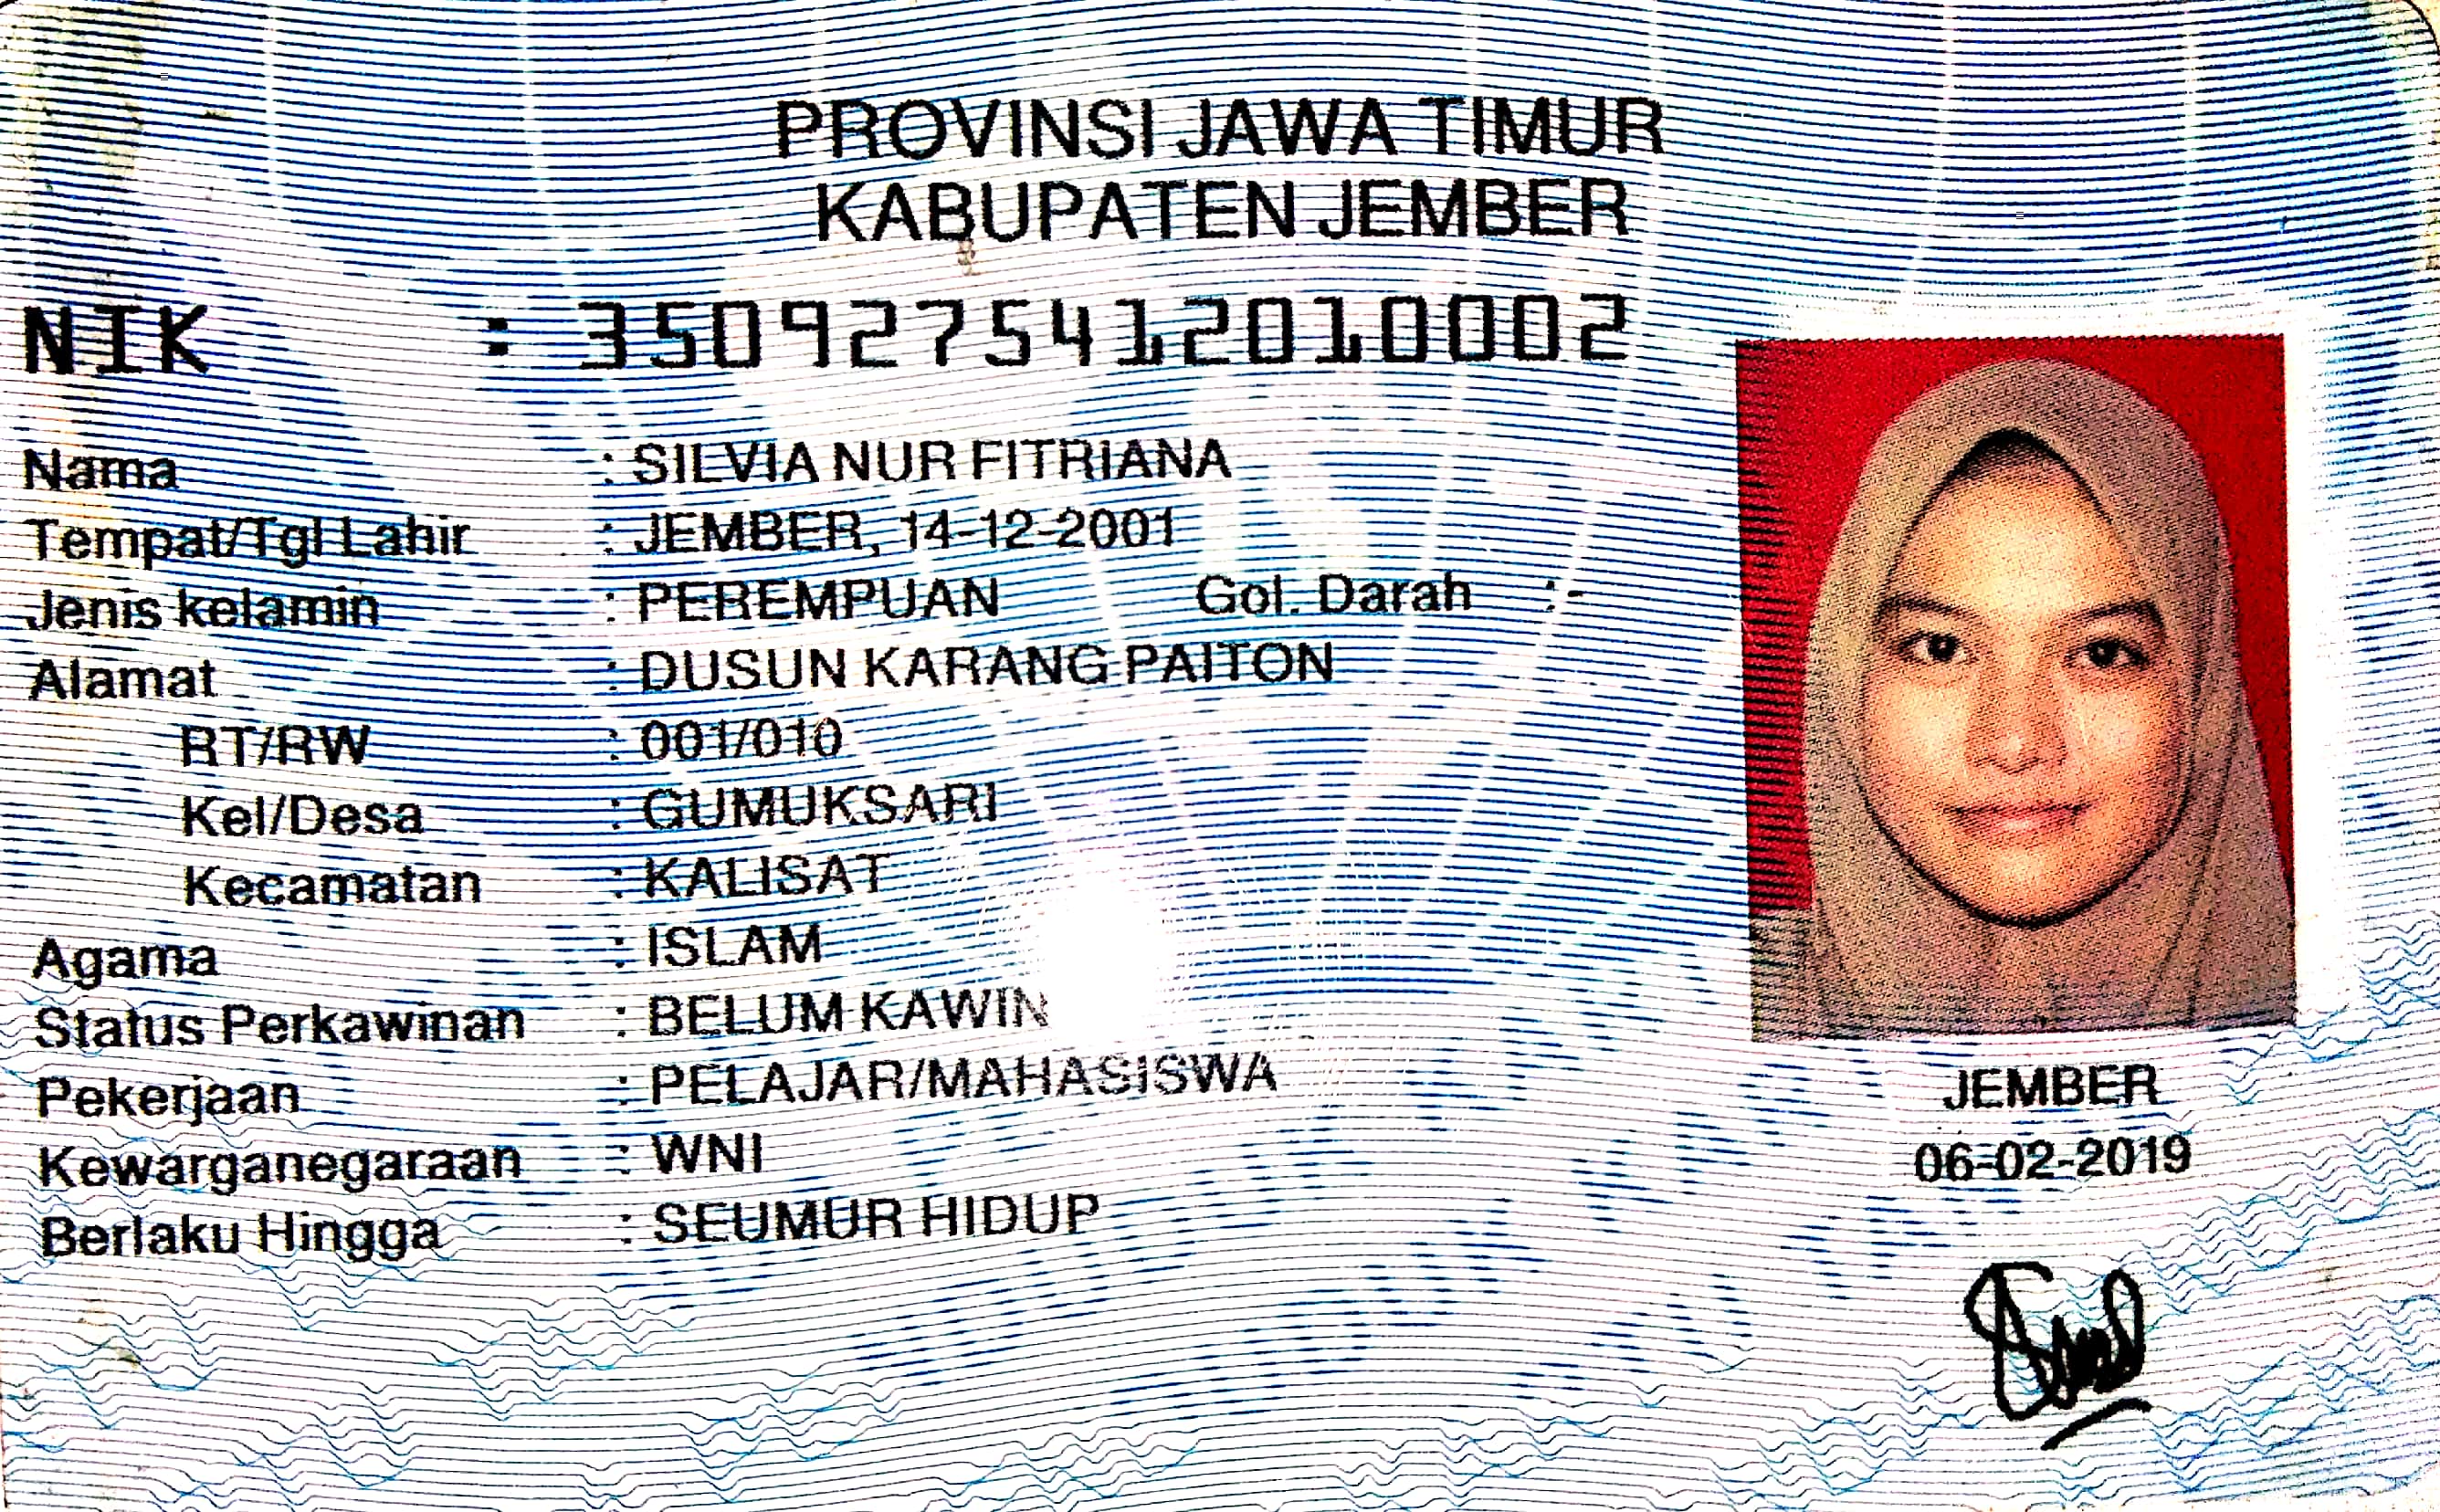 PROVINSI JAWA TIMUR
KABUPATEN JEMBER
NIK : 3509275412010002
Nama : SILVIA NUR FITRIANA
Tempat/Tgl Lahir : JEMBER, 14-12-2001
Jenis kelamin : PEREMPUAN Gol. Darah :-
Alamat : DUSUN KARANG PAITON
RT/RW : 001/010
Kel/Desa : GUMUKSARI
Kecamatan : KALISAT
Agama : ISLAM
Status Perkawinan : BELUM KAWIN
Pekerjaan : PELAJAR/MAHASISWA
Kewarganegaraan : WNI
Berlaku Hingga : SEUMUR HIDUP
JEMBER
06-02-2019